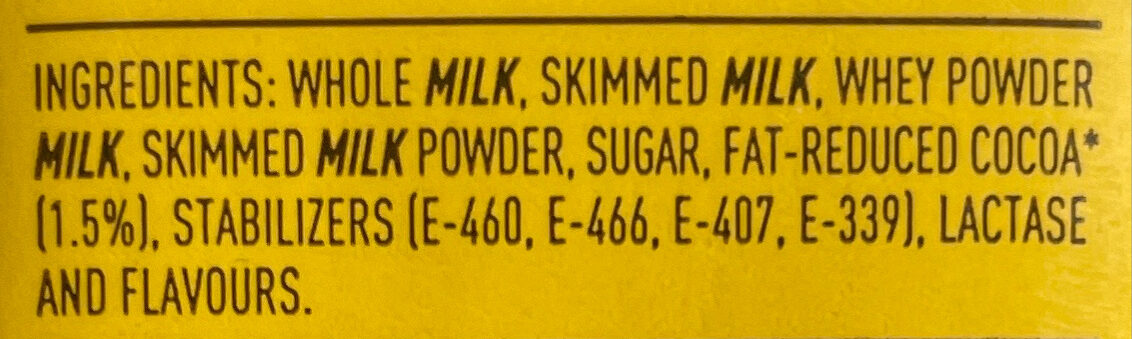 INGREDIENTS: WHOLE MILK, SKIMMED MILK, WHEY POWDER
MILK, SKIMMED MILK POWDER, SUGAR, FAT-REDUCED COCOA*
(1.5%), STABILIZERS (E-460, E-466, E-407, E-339), LACTASE
AND FLAVOURS.